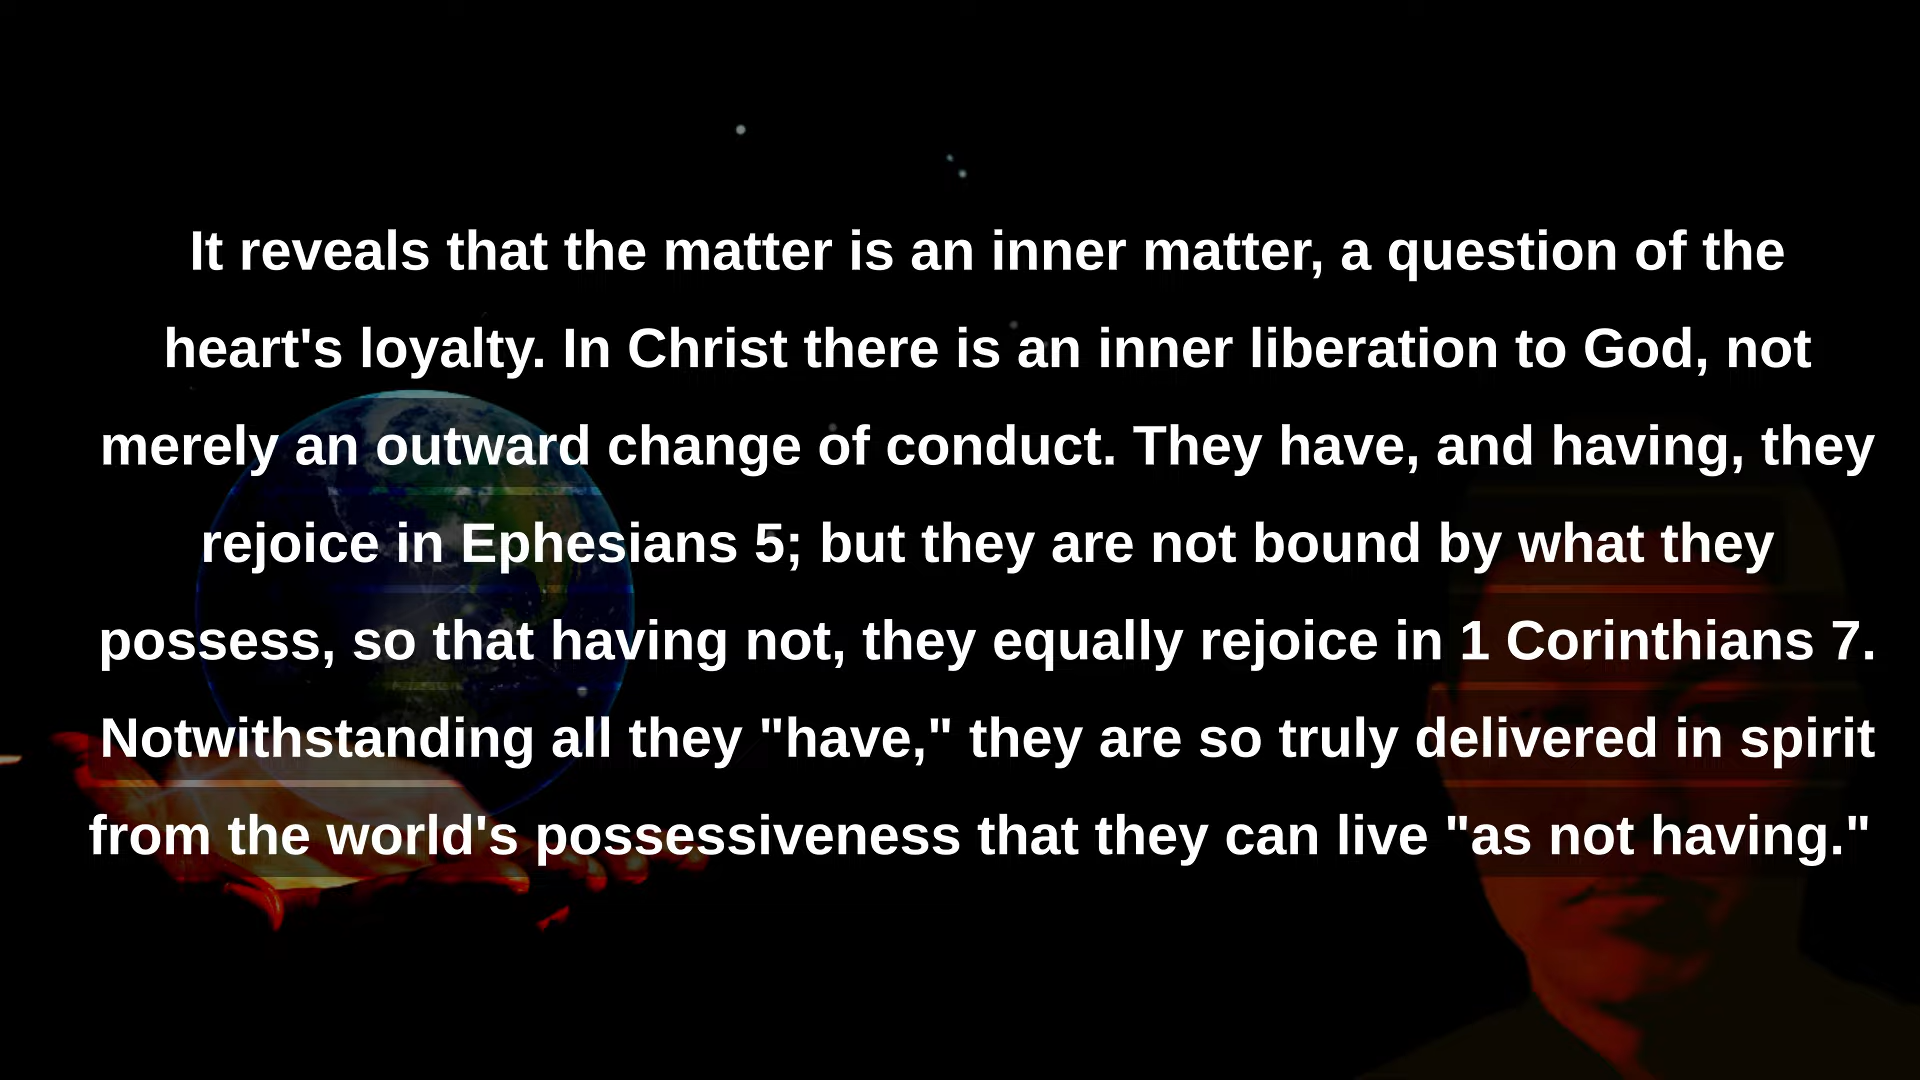 It reveals that the matter is an inner matter, a question of the
heart's loyalty. In Christ there is an inner liberation to God, not
merely an outward change of conduct. They have, and having, they
rejoice in Ephesians 5; but they are not bound by what they
possess, so that having not, they equally rejoice in 1 Corinthians 7.
Notwithstanding all they "have," they are so truly delivered in spirit
from the world's possessiveness that they can live "as not having."